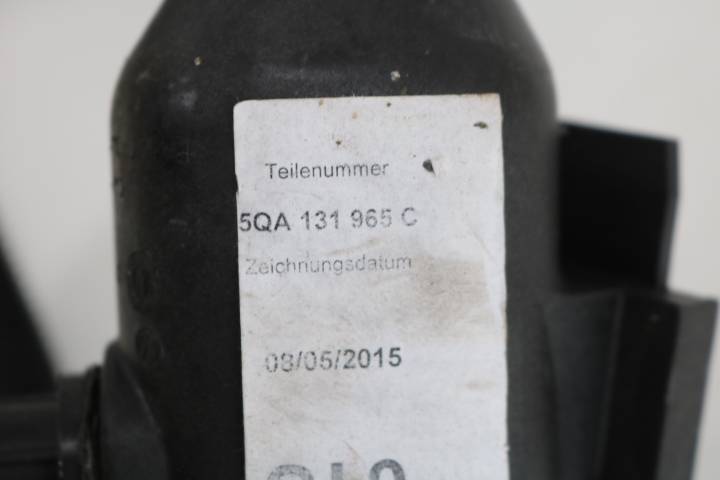 Teilenummer
5QA 131 965 C
Zeichnungsdatum
08/05/2015